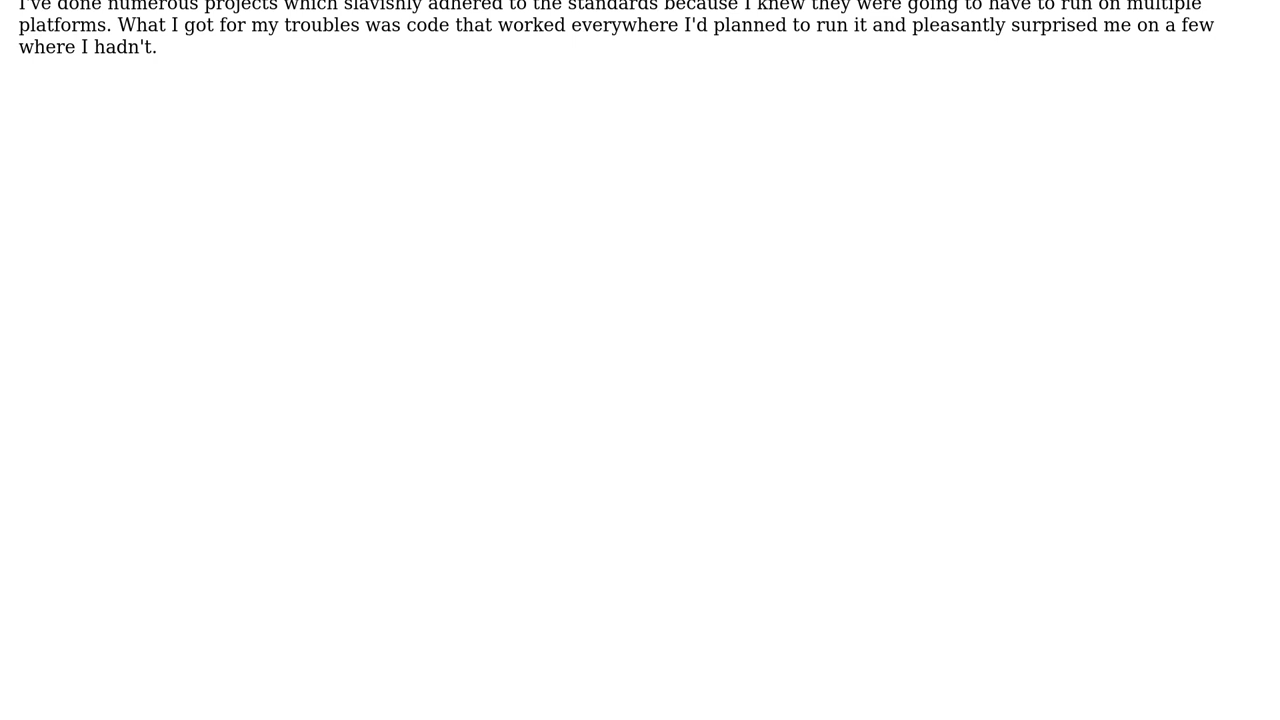 I've done numerous projects which slavishly adhered to the standards because I knew they were going to have to run on multiple
platforms. What I got for my troubles was code that worked everywhere I'd planned to run it and pleasantly surprised me on a few
where I hadn't.